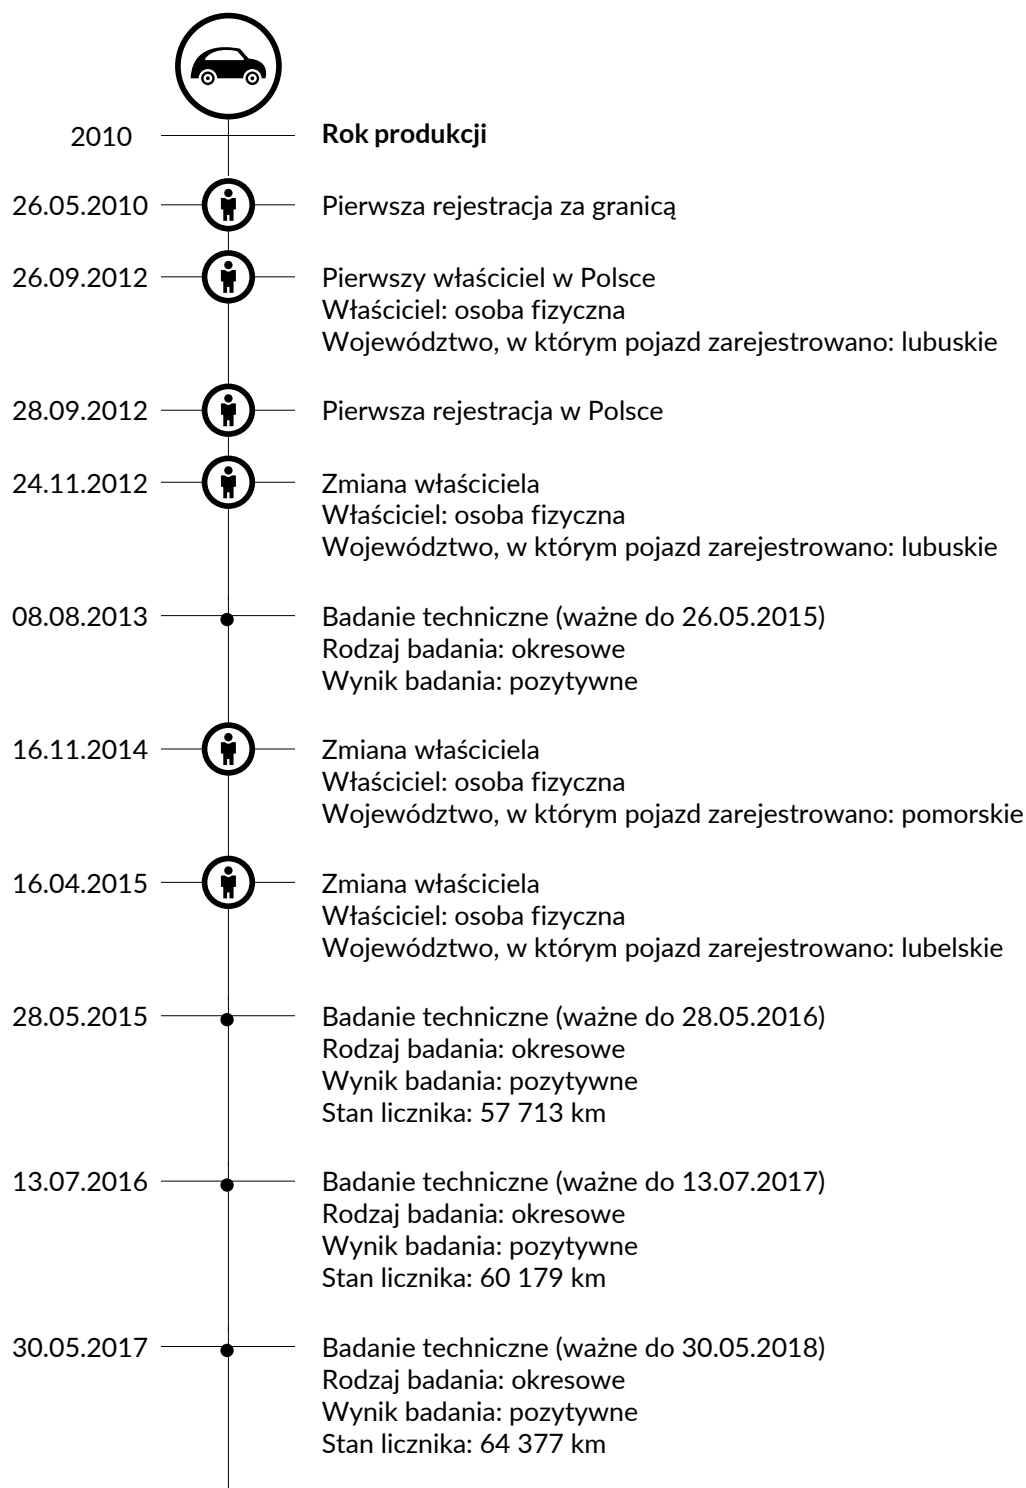 2010 Rok produkcji
26.05.2010 Pierwsza rejestracja za granicą
26.09.2012 Pierwszy właściciel w Polsce
Właściciel: osoba fizyczna
Województwo, w którym pojazd zarejestrowano: lubuskie
28.09.2012 Pierwsza rejestracja w Polsce
24.11.2012 Zmiana właściciela
Właściciel: osoba fizyczna
Województwo, w którym pojazd zarejestrowano: lubuskie
08.08.2013 Badanie techniczne (ważne do 26.05.2015)
Rodzaj badania: okresowe
Wynik badania: pozytywne
16.11.2014 Zmiana właściciela
Właściciel: osoba fizyczna
Województwo, w którym pojazd zarejestrowano: pomorskie
16.04.2015 Zmiana właściciela
Właściciel: osoba fizyczna
Województwo, w którym pojazd zarejestrowano: lubelskie
28.05.2015 Badanie techniczne (ważne do 28.05.2016)
Rodzaj badania: okresowe
Wynik badania: pozytywne
Stan licznika: 57 713 km
13.07.2016 Badanie techniczne (ważne do 13.07.2017)
Rodzaj badania: okresowe
Wynik badania: pozytywne
Stan licznika: 60 179 km
30.05.2017 Badanie techniczne (ważne do 30.05.2018)
Rodzaj badania: okresowe
Wynik badania: pozytywne
Stan licznika: 64 377 km